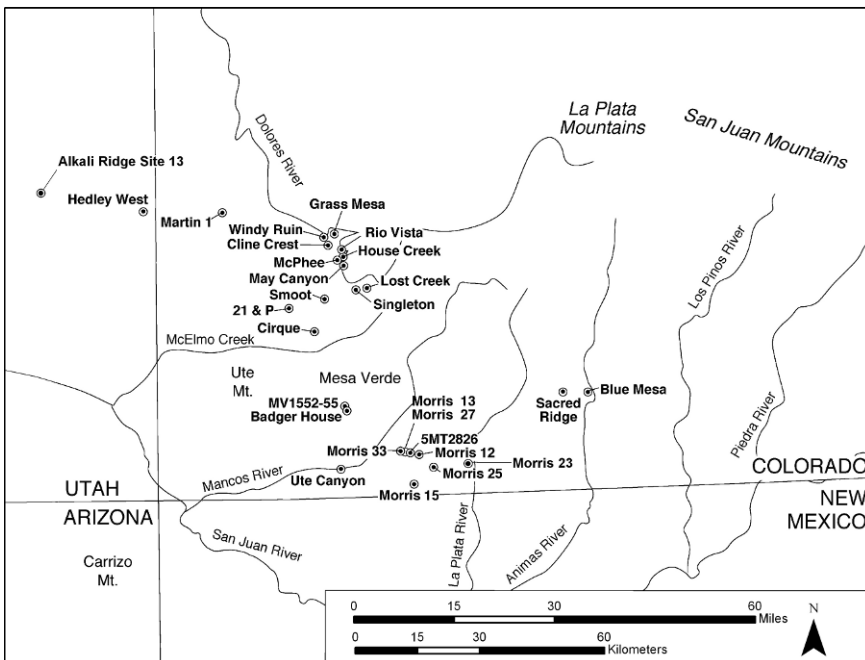 La Plata
Mountains
San Juan Mountains
Dolores River
Alkali Ridge Site 13
Hedley West
Martin 1
Grass Mesa
Windy Ruin
Rio Vista
Cline Crest
House Creek
McPhee
May Canyon
Lost Creek
Smoot
Singleton
21 & P
Cirque
McElmo Creek
Los Pinos River
Ute
Mt.
Mesa Verde
MV1552-55
Badger House
Morris 13
Morris 27
Sacred
Ridge
Blue Mesa
Piedra River
5MT2826
Morris 33
Morris 12
Morris 23
Morris 25
Mancos River
Ute Canyon
Morris 15
COLORADO
UTAH
NEW
MEXICO
ARIZONA
San Juan River
La Plata River
Animas River
Carrizo
Mt.
0 15 30 60
Miles
0 15 30 60
Kilometers
N